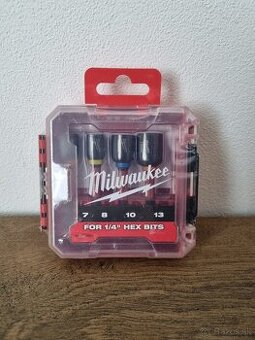 Milwaukee
7 8 10 13
FOR 1/4" HEX BITS